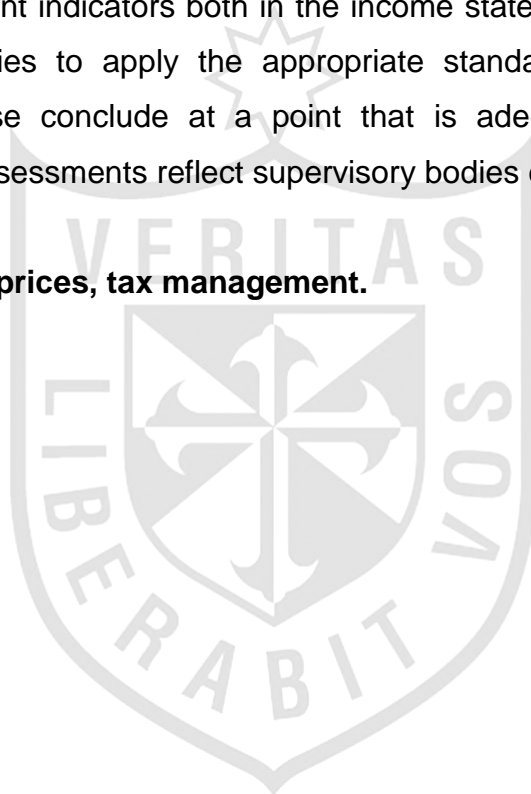 nt indicators both in the income state
ies to apply the appropriate standa
se conclude at a point that is ade
sessments reflect supervisory bodies
prices, tax management.
VERITAS
LIBERABIT
VOS